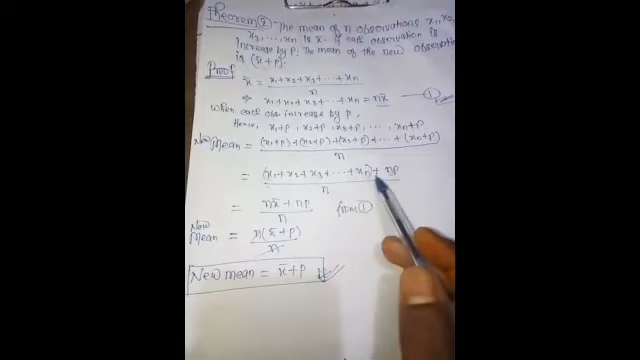 Theorem② - The mean of n observations x₁, x₂,
x₃, ..., xn is x̄. If each observation is
increase by p. The mean of the new observation
is (x̄ + p).
Proof
x̄ = (x₁ + x₂ + x₃ + ... + xn) / n
⇒ x₁ + x₂ + x₃ + ... + xn = nx̄ — ①
When each obs increase by p,
Hence, x₁+p, x₂+p, x₃+p, ..., xn+p
New Mean = ((x₁+p) + (x₂+p) + (x₃+p) + ... + (xn+p)) / n
= ((x₁ + x₂ + x₃ + ... + xn) + np) / n
= (nx̄ + np) / n from ①
New Mean = n(x̄ + p) / n
New mean = x̄ + p